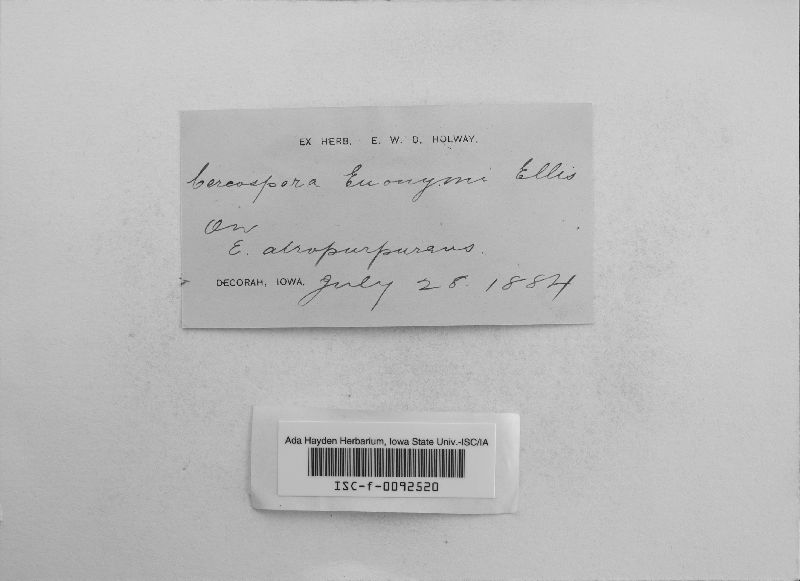 EX HERB. E. W. D. HOLWAY.
Cercospora Euonymi Ellis
On
E. atropurpureus.
DECORAH, IOWA. July 28. 1884
Ada Hayden Herbarium, Iowa State Univ.-ISC/IA
ISC-f-0092520